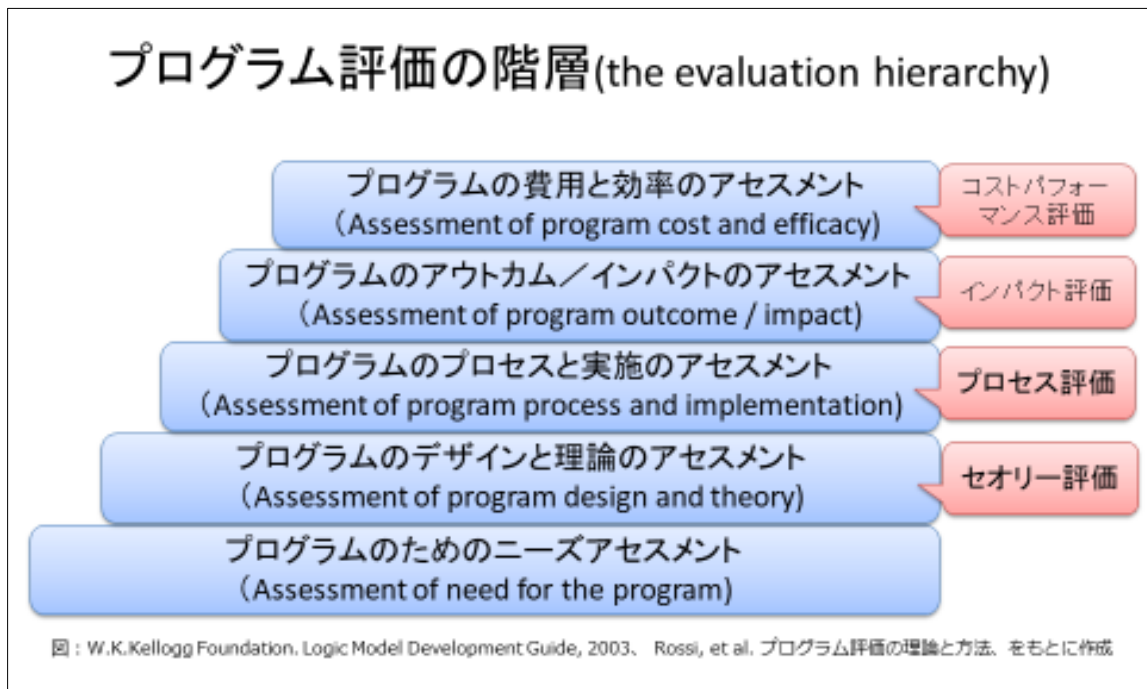 プログラム評価の階層(the evaluation hierarchy)
プログラムの費用と効率のアセスメント
（Assessment of program cost and efficacy)
コストパフォー
マンス評価
プログラムのアウトカム／インパクトのアセスメント
（Assessment of program outcome / impact)
インパクト評価
プログラムのプロセスと実施のアセスメント
（Assessment of program process and implementation)
プロセス評価
プログラムのデザインと理論のアセスメント
（Assessment of program design and theory)
セオリー評価
プログラムのためのニーズアセスメント
（Assessment of need for the program)
図：W.K.Kellogg Foundation. Logic Model Development Guide, 2003、 Rossi, et al. プログラム評価の理論と方法、をもとに作成